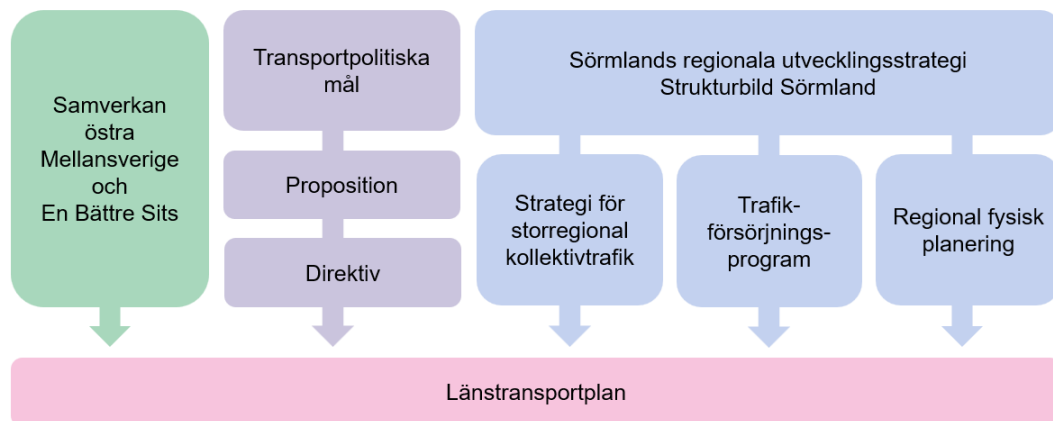 Samverkan
östra
Mellansverige
och
En Bättre Sits
Transportpolitiska
mål
Proposition
Direktiv
Sörmlands regionala utvecklingsstrategi
Strukturbild Sörmland
Strategi för
storregional
kollektivtrafik
Trafik-
försörjnings-
program
Regional fysisk
planering
Länstransportplan